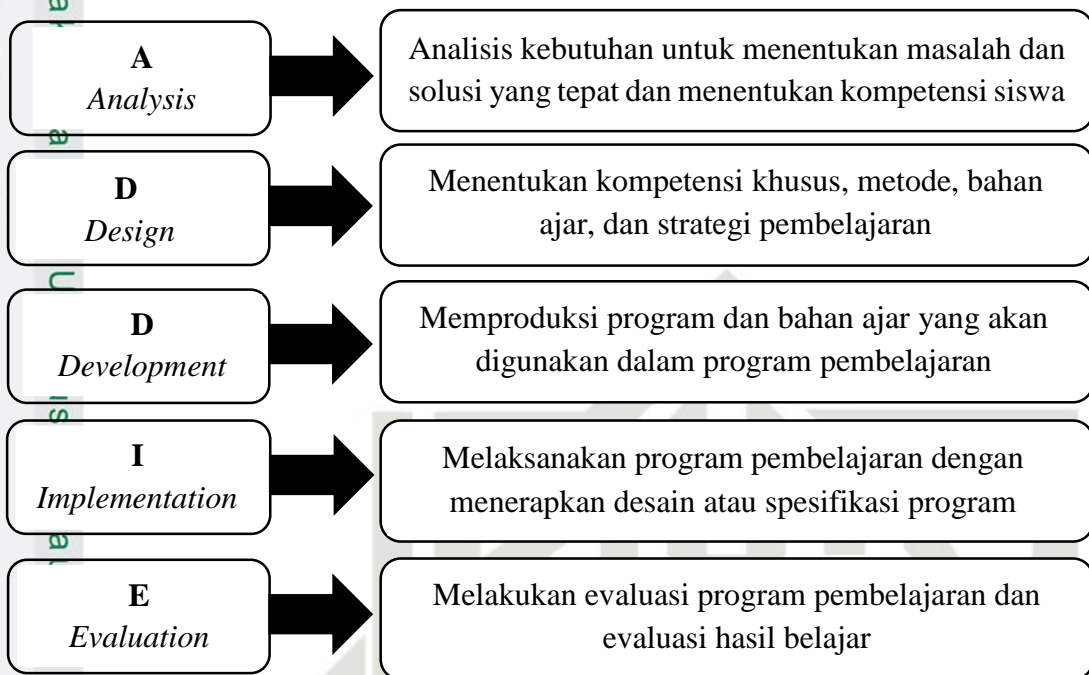 A
Analysis
Analisis kebutuhan untuk menentukan masalah dan
solusi yang tepat dan menentukan kompetensi siswa
D
Design
Menentukan kompetensi khusus, metode, bahan
ajar, dan strategi pembelajaran
D
Development
Memproduksi program dan bahan ajar yang akan
digunakan dalam program pembelajaran
I
Implementation
Melaksanakan program pembelajaran dengan
menerapkan desain atau spesifikasi program
E
Evaluation
Melakukan evaluasi program pembelajaran dan
evaluasi hasil belajar